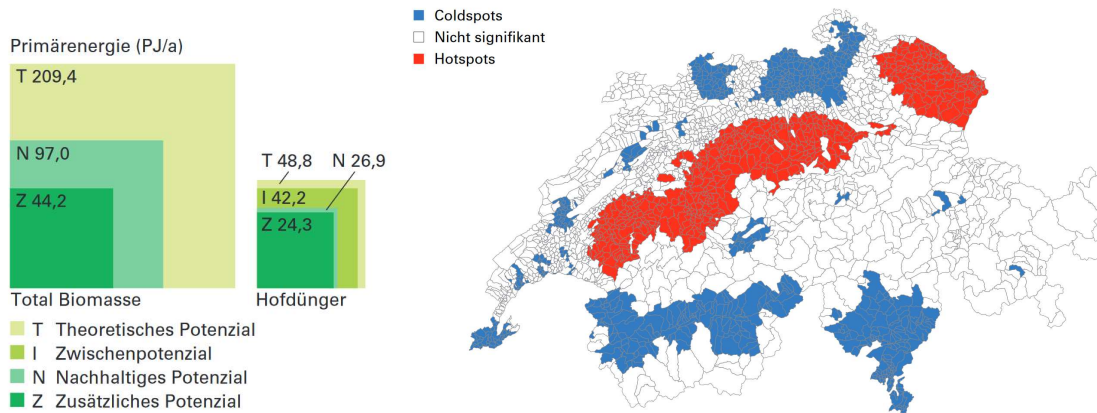 Primärenergie (PJ/a)
T 209,4
N 97,0
Z 44,2
Total Biomasse
T 48,8
N 26,9
I 42,2
Z 24,3
Hofdünger
T Theoretisches Potenzial
I Zwischenpotenzial
N Nachhaltiges Potenzial
Z Zusätzliches Potenzial
Coldspots
Nicht signifikant
Hotspots